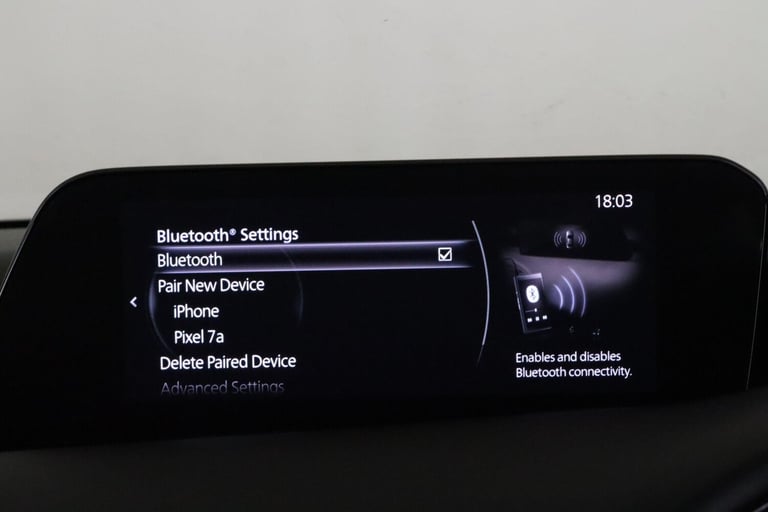 18:03
Bluetooth® Settings
Bluetooth
Pair New Device
iPhone
Pixel 7a
Delete Paired Device
Advanced Settings
Enables and disables
Bluetooth connectivity.